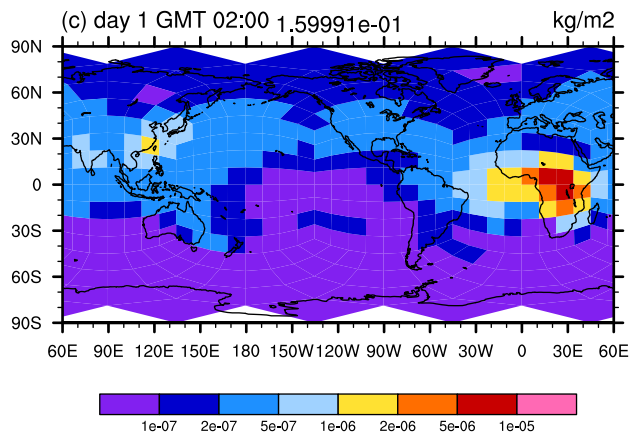 (c) day 1 GMT 02:00 1.59991e-01 kg/m2
90N
60N
30N
0
30S
60S
90S
60E 90E 120E 150E 180 150W 120W 90W 60W 30W 0 30E 60E
1e-07 2e-07 5e-07 1e-06 2e-06 5e-06 1e-05